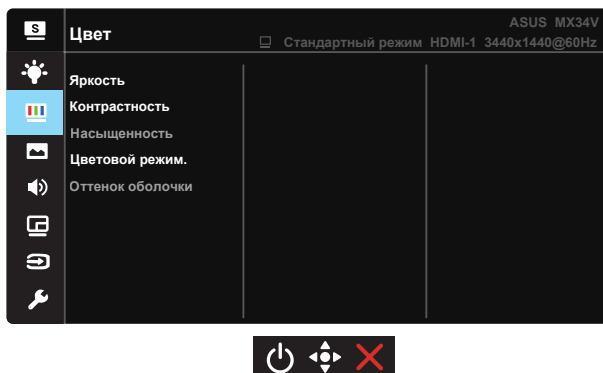 S
Цвет
ASUS MX34V
Стандартный режим HDMI-1 3440x1440@60Hz
Яркость
Контрастность
Насыщенность
Цветовой режим.
Оттенок оболочки